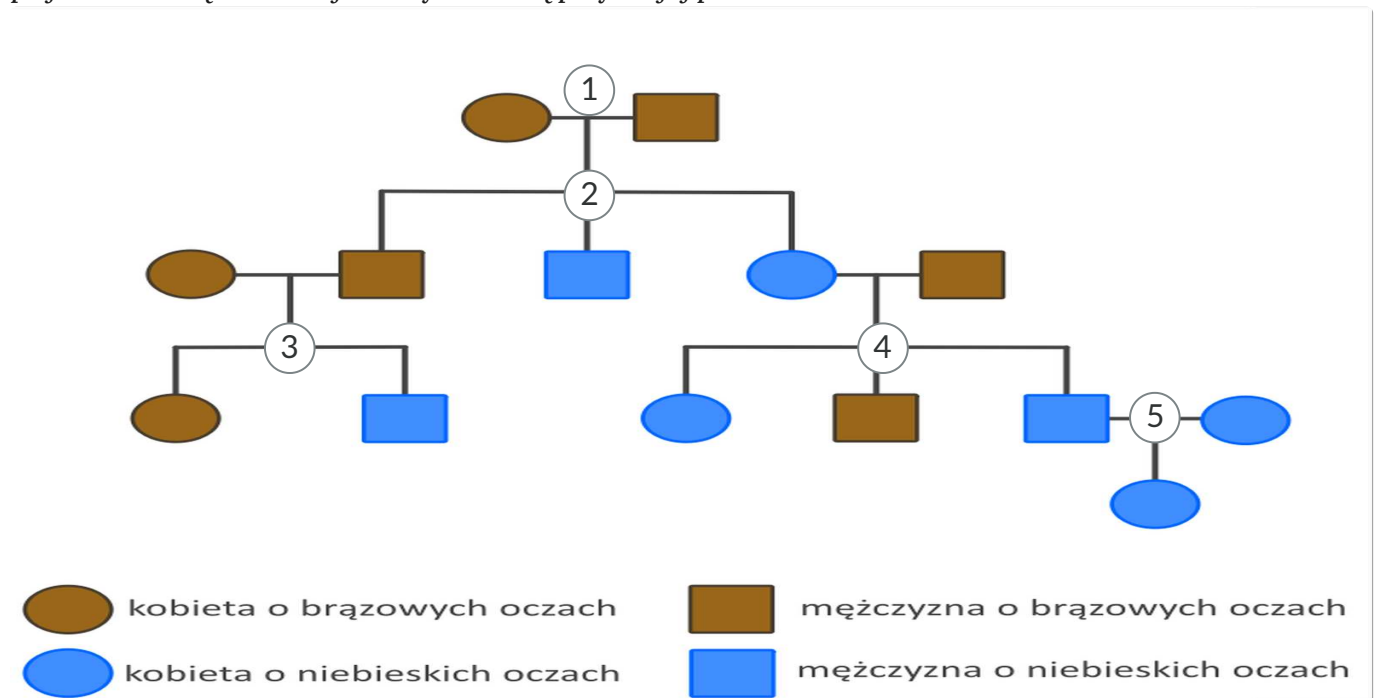 1
2
3
4
5
kobieta o brązowych oczach
mężczyzna o brązowych oczach
kobieta o niebieskich oczach
mężczyzna o niebieskich oczach